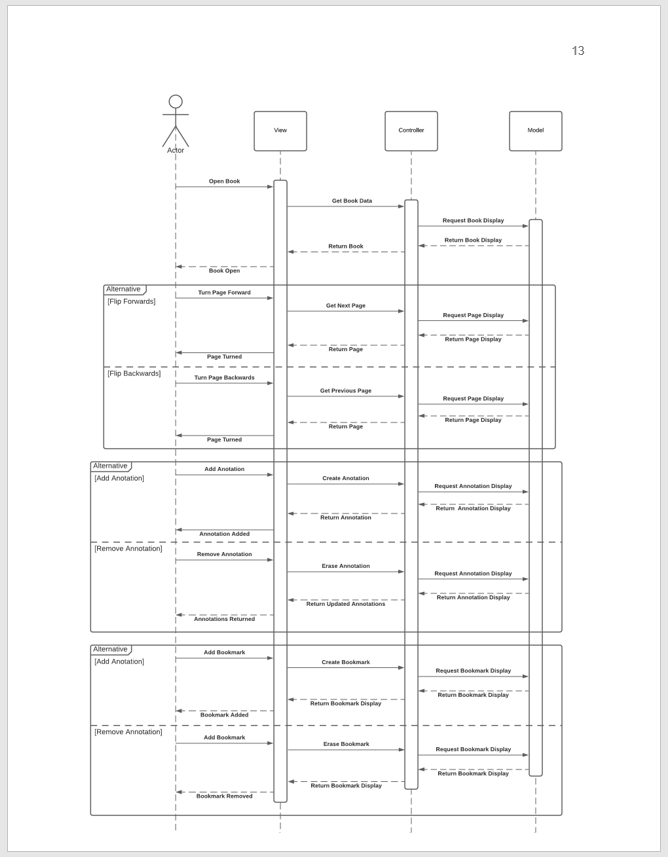 13
Actor
View
Controller
Model
Open Book
Get Book Data
Request Book Display
Return Book Display
Return Book
Book Open
Alternative
[Flip Forwards]
Turn Page Forward
Get Next Page
Request Page Display
Return Page Display
Return Page
Page Turned
[Flip Backwards]
Turn Page Backwards
Get Previous Page
Request Page Display
Return Page Display
Return Page
Page Turned
Alternative
[Add Anotation]
Add Anotation
Create Anotation
Request Annotation Display
Return Annotation Display
Return Annotation
Annotation Added
[Remove Annotation]
Remove Annotation
Erase Annotation
Request Annotation Display
Return Annotation Display
Return Updated Annotations
Annotations Returned
Alternative
[Add Anotation]
Add Bookmark
Create Bookmark
Request Bookmark Display
Return Bookmark Display
Return Bookmark Display
Bookmark Added
[Remove Annotation]
Add Bookmark
Erase Bookmark
Request Bookmark Display
Return Bookmark Display
Return Bookmark Display
Bookmark Removed